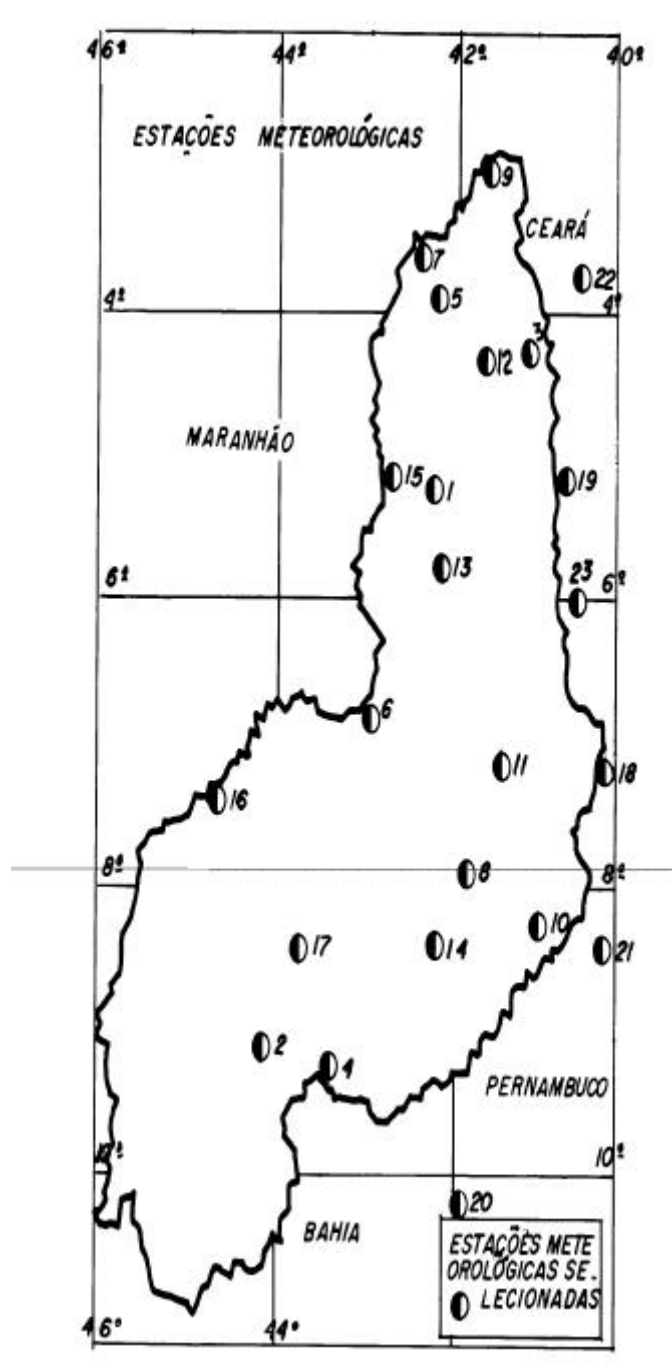 46º 44º 42º 40º
ESTAÇÕES METEOROLÓGICAS
9
CEARÁ
7
22
5
4º 4º
3
12
MARANHÃO
15 1 19
13
23
6º 6º
6
11 18
16
8º 8 8º
10
17 14 21
2
4
PERNAMBUCO
10º
20
BAHIA
ESTAÇÕES METE
OROLÓGICAS SE-
LECIONADAS
46º 44º